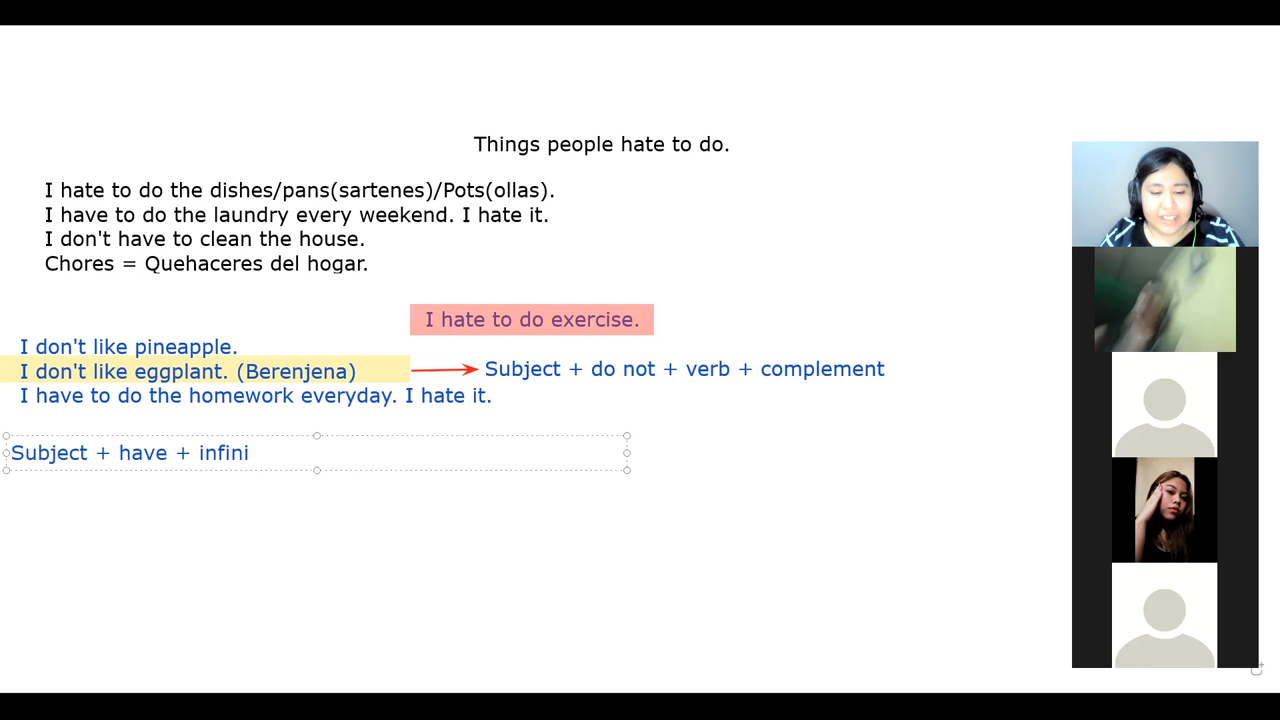 Things people hate to do.
I hate to do the dishes/pans(sartenes)/Pots(ollas).
I have to do the laundry every weekend. I hate it.
I don't have to clean the house.
Chores = Quehaceres del hogar.
I hate to do exercise.
I don't like pineapple.
I don't like eggplant. (Berenjena)
Subject + do not + verb + complement
I have to do the homework everyday. I hate it.
Subject + have + infini